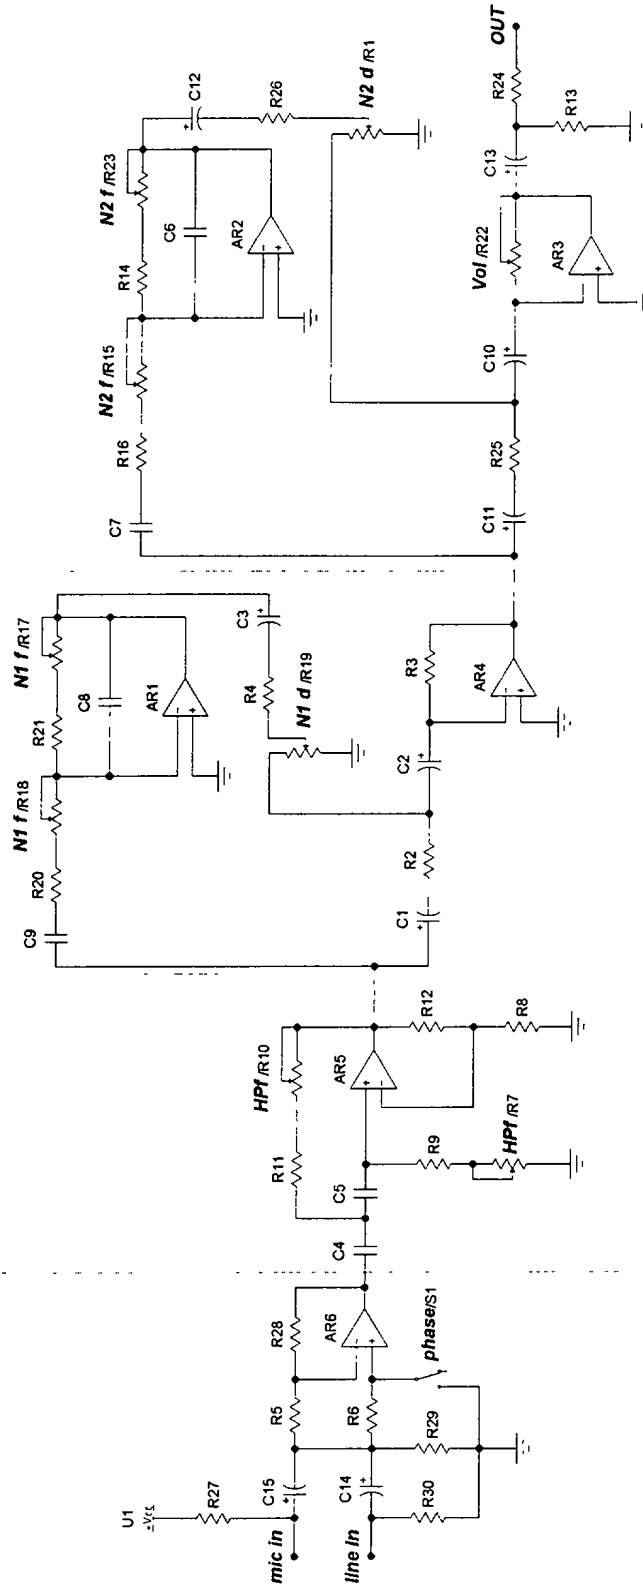 U1
+Vcc
R27
mic in
C15
R5
R28
AR6
line in
C14
R6
R30
R29
phase/S1
C4
C5
R11
HPf /R10
AR5
R9
HPf /R7
R12
R8
C9
R20
N1 f /R18
R21
N1 f /R17
C8
AR1
C3
R4
N1 d /R19
C1
R2
C2
R3
AR4
C7
R16
N2 f /R15
R14
N2 f /R23
C6
AR2
C12
R26
N2 d /R1
C11
R25
C10
Vol /R22
AR3
C13
R24
R13
OUT